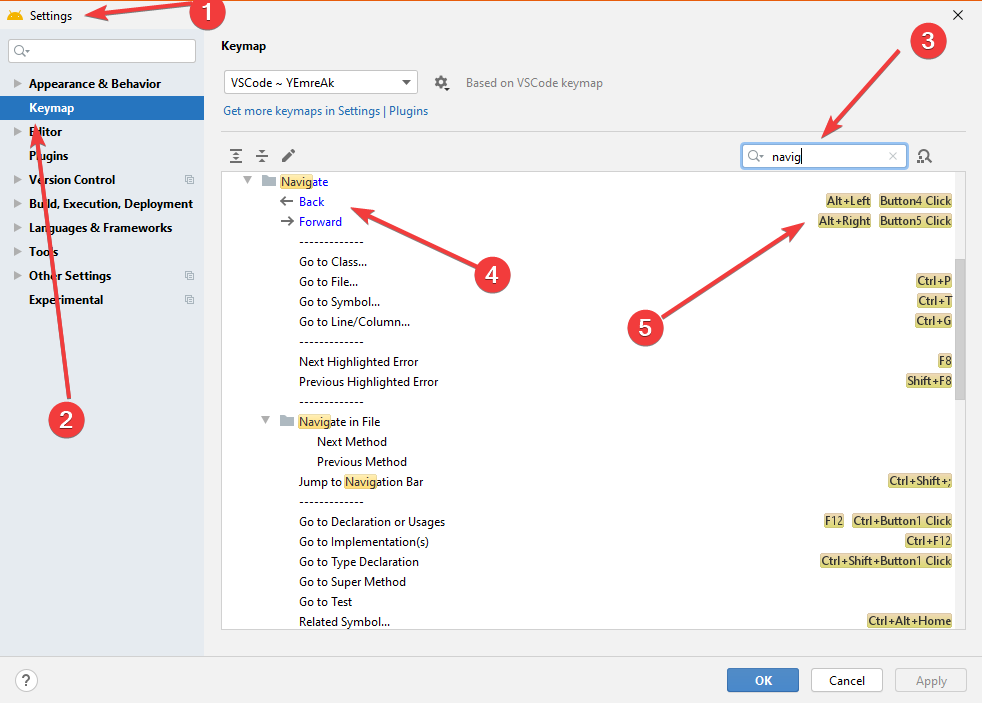 Settings
1
Keymap
3
Appearance & Behavior
VSCode ~ YEmreAk
Based on VSCode keymap
Keymap
Get more keymaps in Settings | Plugins
Editor
Plugins
navig
Version Control
Navigate
Build, Execution, Deployment
Back
Alt+Left Button4 Click
Languages & Frameworks
Forward
Alt+Right Button5 Click
-------------
Tools
Go to Class...
4
Other Settings
Go to File...
Ctrl+P
Experimental
Go to Symbol...
Ctrl+T
Go to Line/Column...
Ctrl+G
5
-------------
Next Highlighted Error
F8
Previous Highlighted Error
Shift+F8
-------------
2
Navigate in File
Next Method
Previous Method
Jump to Navigation Bar
Ctrl+Shift+;
-------------
Go to Declaration or Usages
F12 Ctrl+Button1 Click
Go to Implementation(s)
Ctrl+F12
Go to Type Declaration
Ctrl+Shift+Button1 Click
Go to Super Method
Go to Test
Related Symbol...
Ctrl+Alt+Home
?
OK
Cancel
Apply